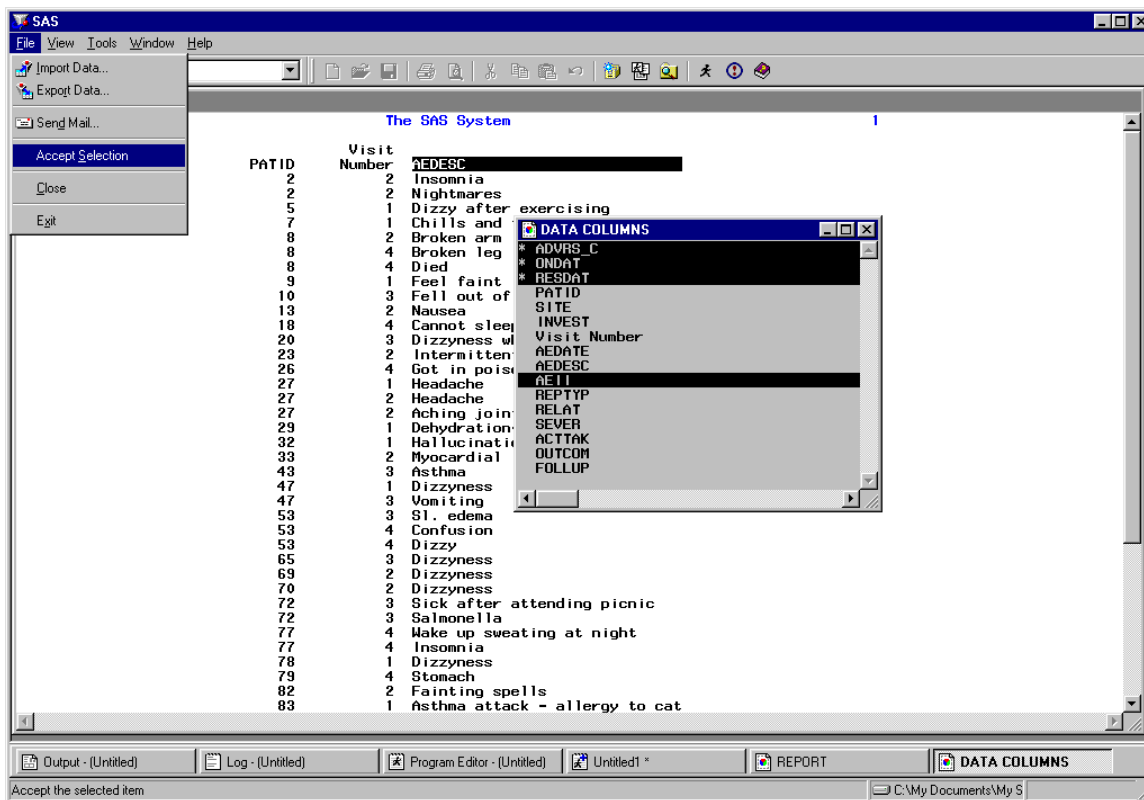 SAS
File View Tools Window Help
Import Data...
Export Data...
Send Mail...
Accept Selection
Close
Exit
The SAS System 1
Visit
PATID Number AEDESC
2 2 Insomnia
2 2 Nightmares
5 1 Dizzy after exercising
7 1 Chills and
8 2 Broken arm
8 4 Broken leg
8 4 Died
9 1 Feel faint
10 3 Fell out of
13 2 Nausea
18 4 Cannot sleep
20 3 Dizzyness wh
23 2 Intermitten
26 4 Got in pois
27 1 Headache
27 2 Headache
27 2 Aching join
29 1 Dehydration
32 1 Hallucinati
33 2 Myocardial
43 3 Asthma
47 1 Dizzyness
47 3 Vomiting
53 3 Sl. edema
53 4 Confusion
53 4 Dizzy
65 3 Dizzyness
69 2 Dizzyness
70 2 Dizzyness
72 3 Sick after attending picnic
72 3 Salmonella
77 4 Wake up sweating at night
77 4 Insomnia
78 1 Dizzyness
79 4 Stomach
82 2 Fainting spells
83 1 Asthma attack - allergy to cat
DATA COLUMNS
* ADVRS_C
* ONDAT
* RESDAT
PATID
SITE
INVEST
Visit Number
AEDATE
AEDESC
AEII
REPTYP
RELAT
SEVER
ACTTAK
OUTCOM
FOLLUP
Output - (Untitled) Log - (Untitled) Program Editor - (Untitled) Untitled1 * REPORT DATA COLUMNS
Accept the selected item C:\My Documents\My S